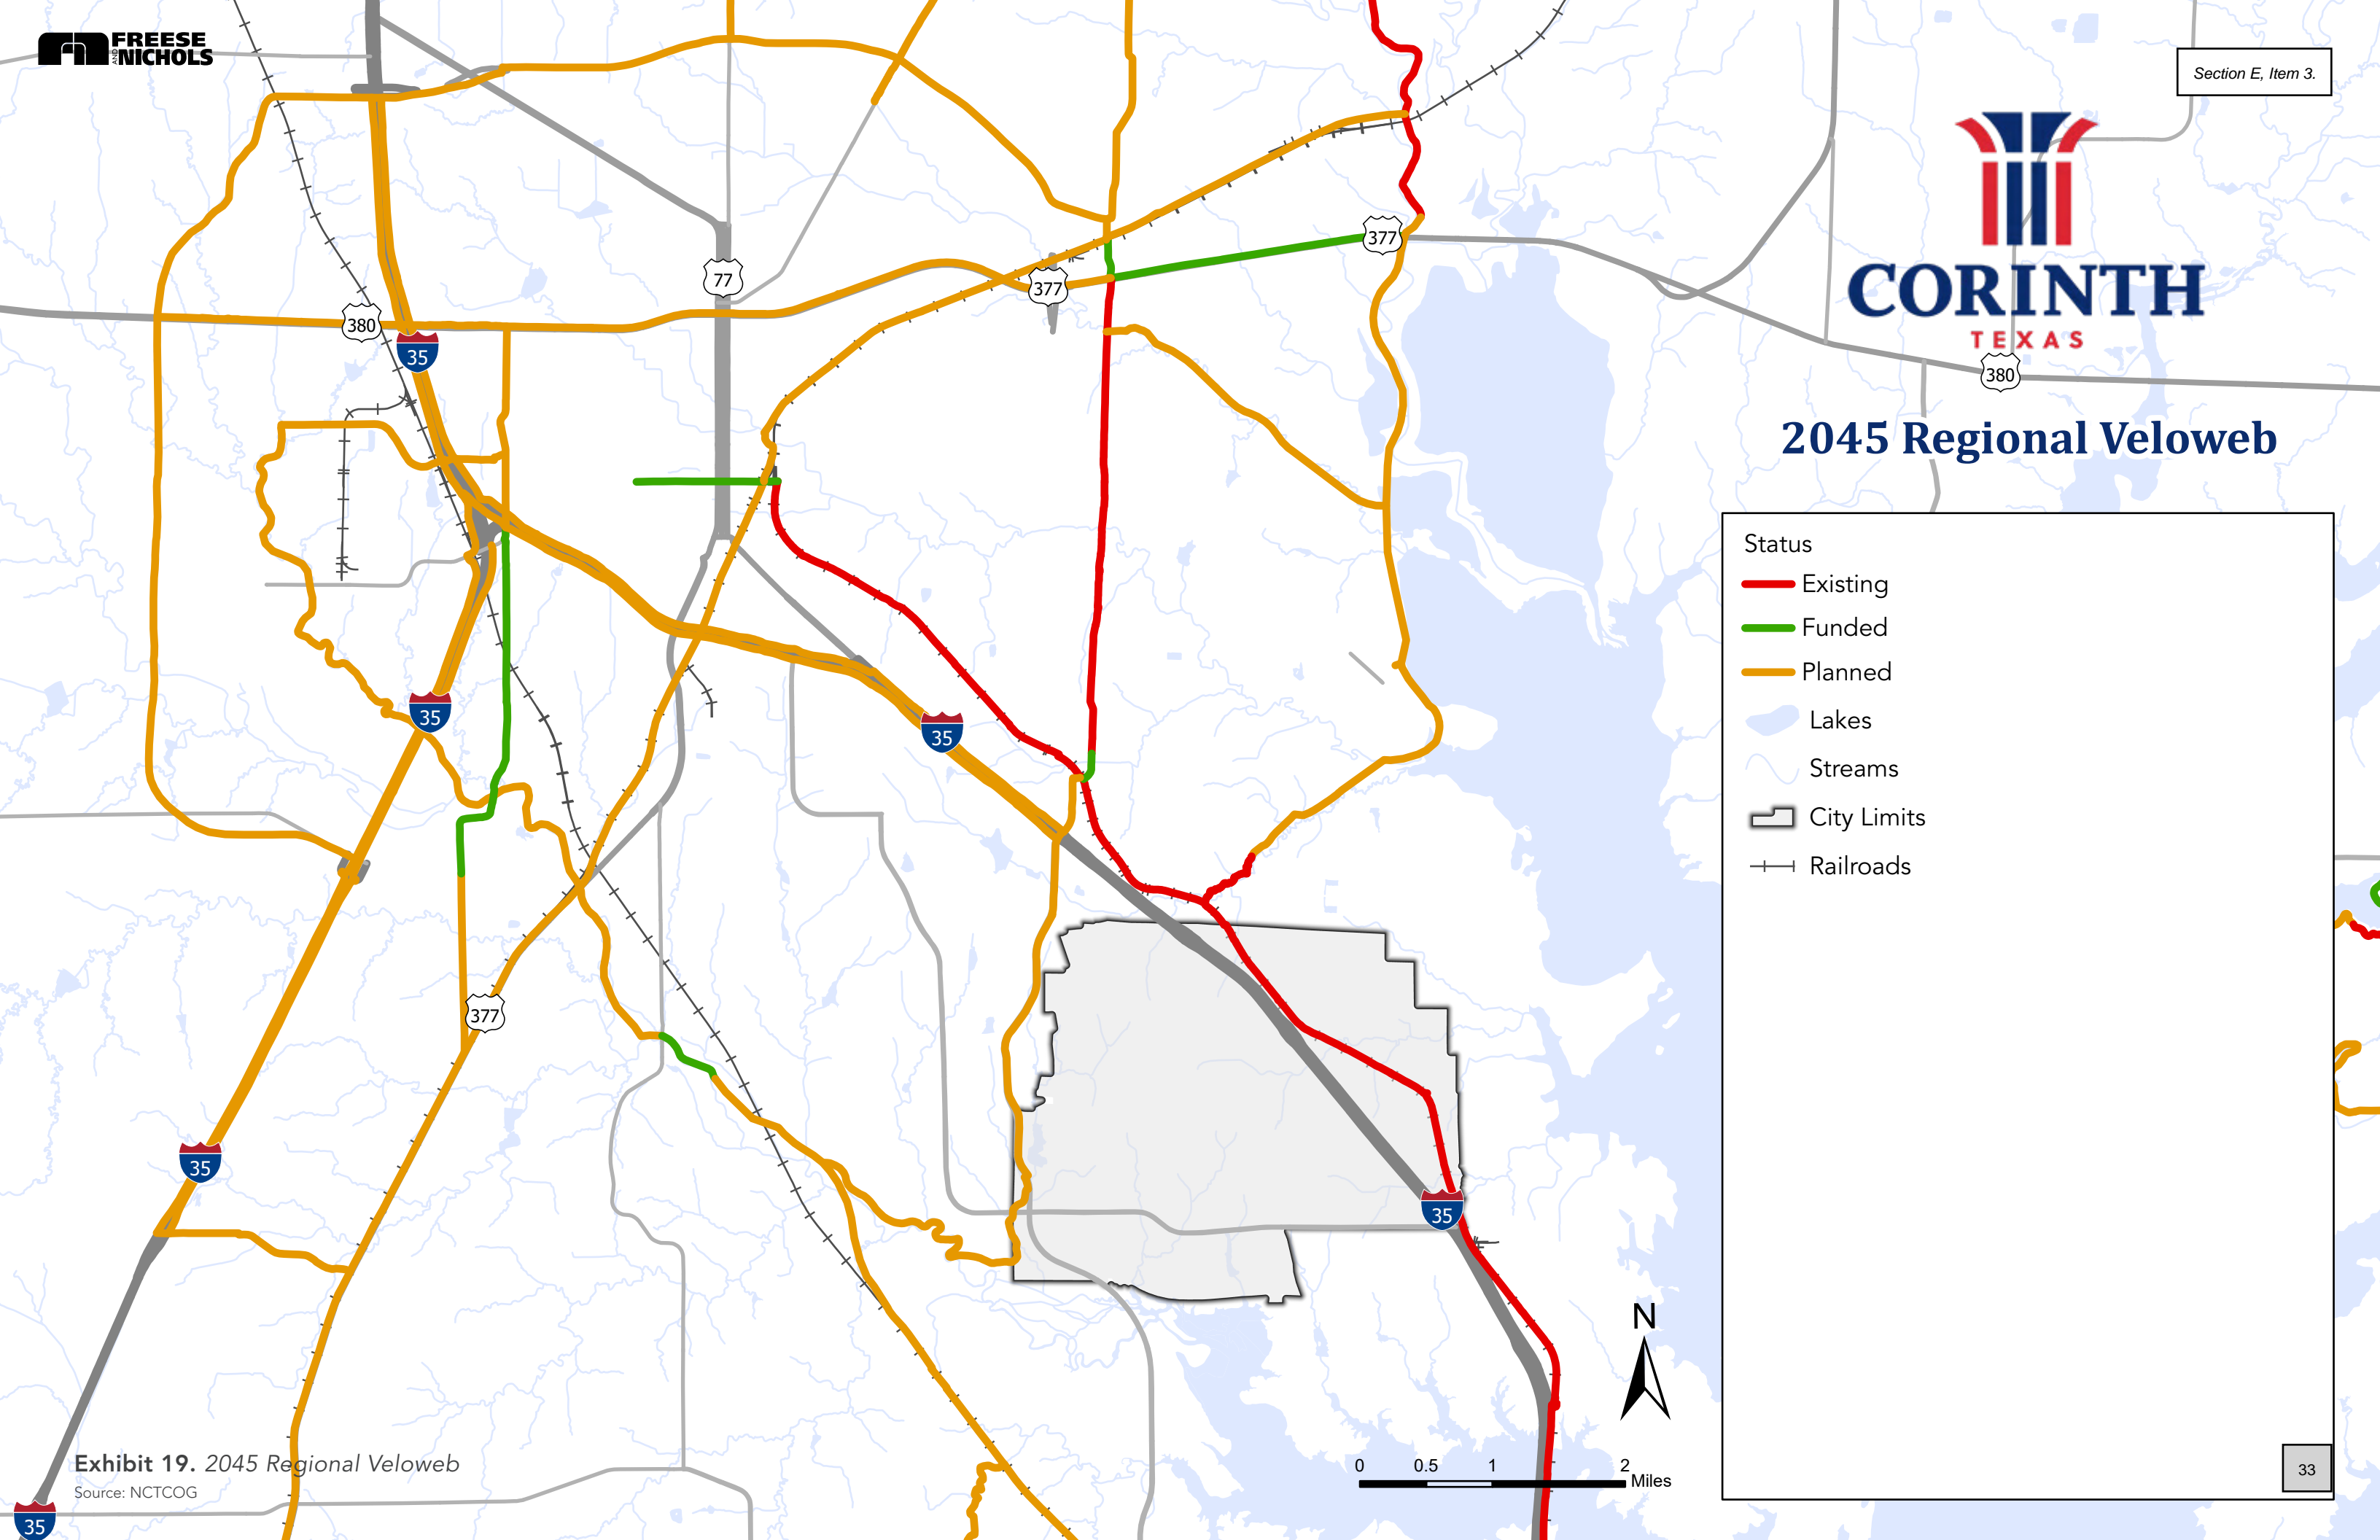 FREESE
AND
NICHOLS
Section E, Item 3.
CORINTH
TEXAS
2045 Regional Veloweb
377
77
377
380
35
380
Status
Existing
Funded
Planned
Lakes
Streams
City Limits
Railroads
35
35
377
35
35
N
0 0.5 1 2
Miles
Exhibit 19. 2045 Regional Veloweb
Source: NCTCOG
33
35